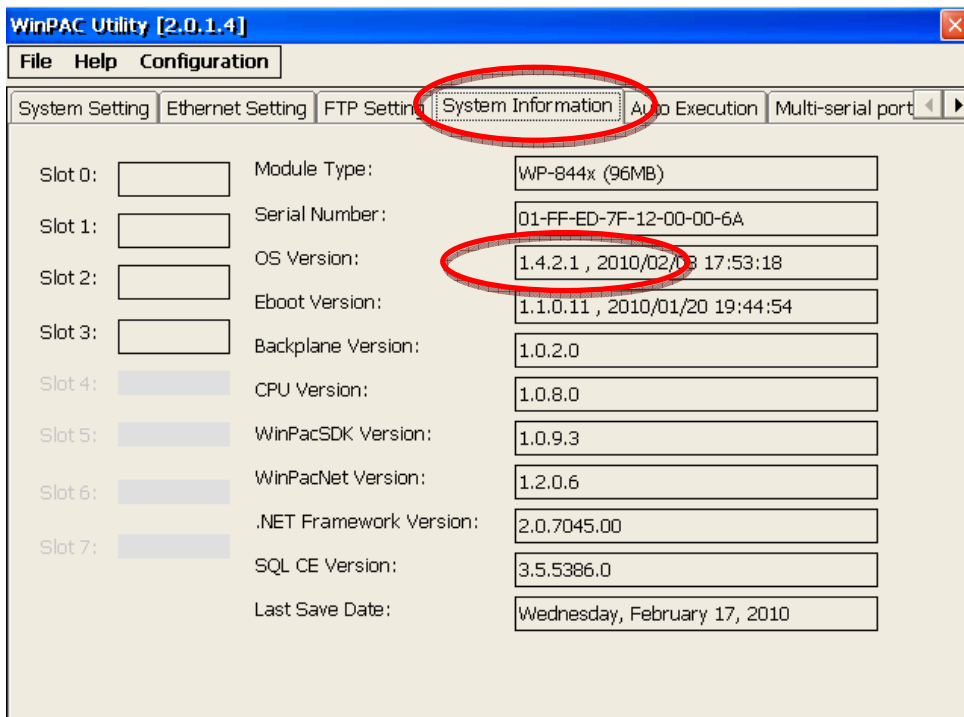 WinPAC Utility [2.0.1.4]
File Help Configuration
System Setting Ethernet Setting FTP Setting System Information Auto Execution Multi-serial port
Slot 0:
Slot 1:
Slot 2:
Slot 3:
Slot 4:
Slot 5:
Slot 6:
Slot 7:
Module Type: WP-844x (96MB)
Serial Number: 01-FF-ED-7F-12-00-00-6A
OS Version: 1.4.2.1 , 2010/02/03 17:53:18
Eboot Version: 1.1.0.11 , 2010/01/20 19:44:54
Backplane Version: 1.0.2.0
CPU Version: 1.0.8.0
WinPacSDK Version: 1.0.9.3
WinPacNet Version: 1.2.0.6
.NET Framework Version: 2.0.7045.00
SQL CE Version: 3.5.5386.0
Last Save Date: Wednesday, February 17, 2010